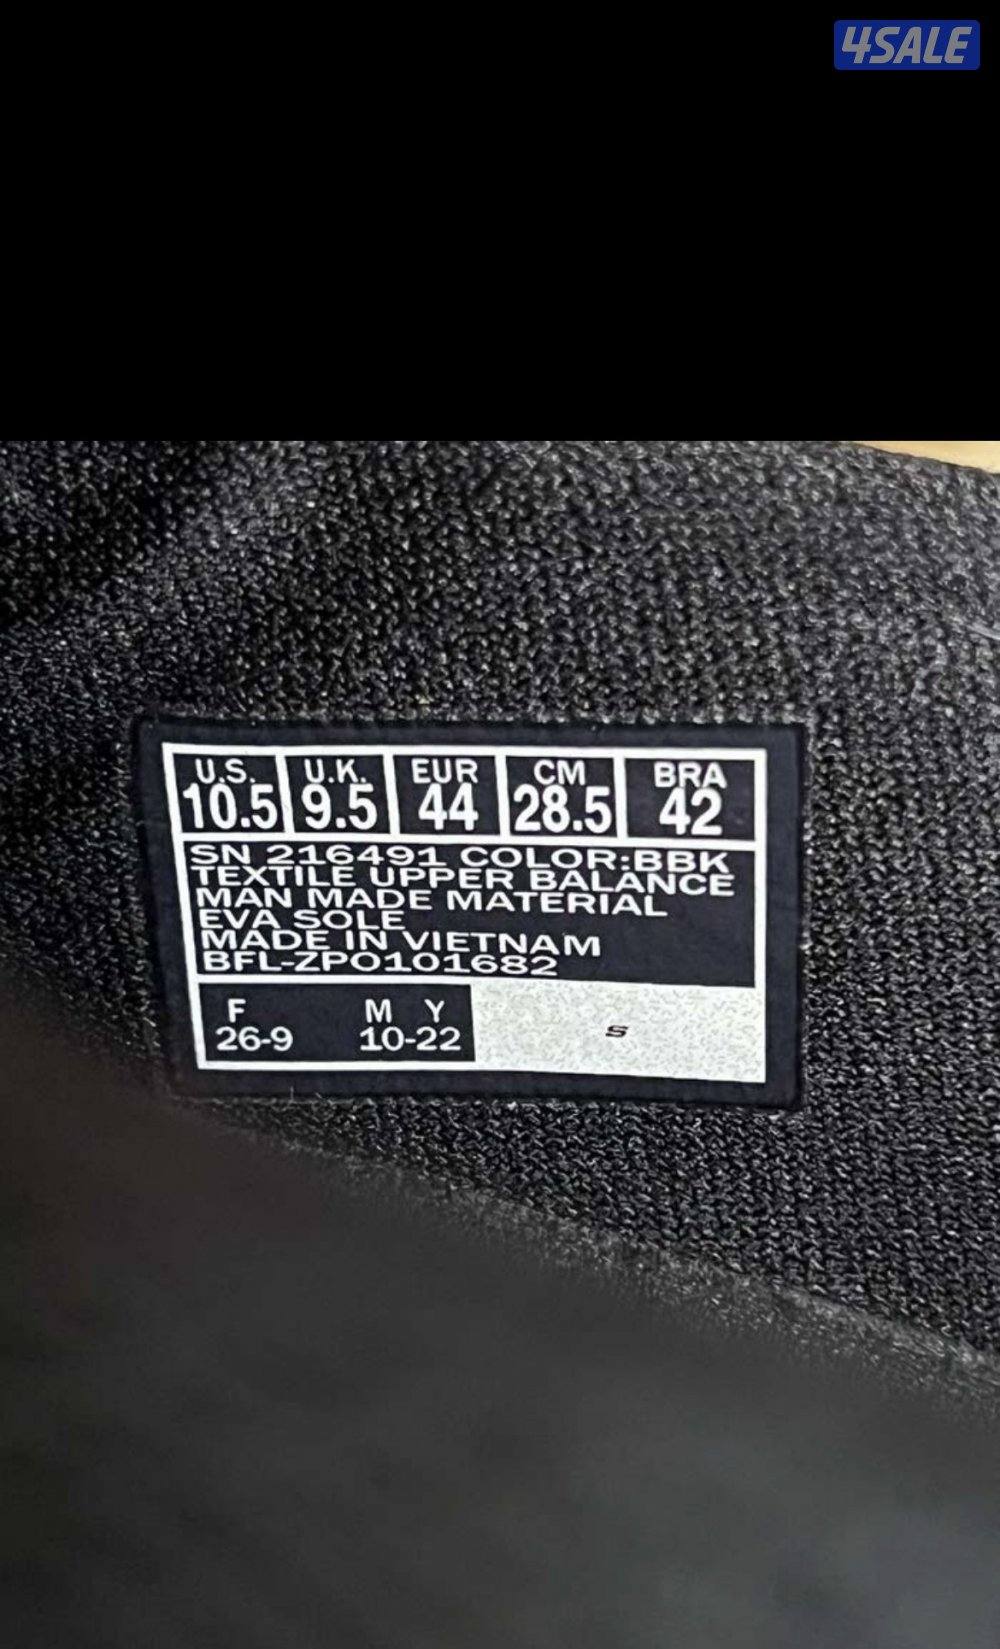 4SALE
U.S. U.K. EUR CM BRA
10.5 9.5 44 28.5 42
SN 216491 COLOR:BBK
TEXTILE UPPER BALANCE
MAN MADE MATERIAL
EVA SOLE
MADE IN VIETNAM
BFL-ZPO101682
F M Y
26-9 10-22
S